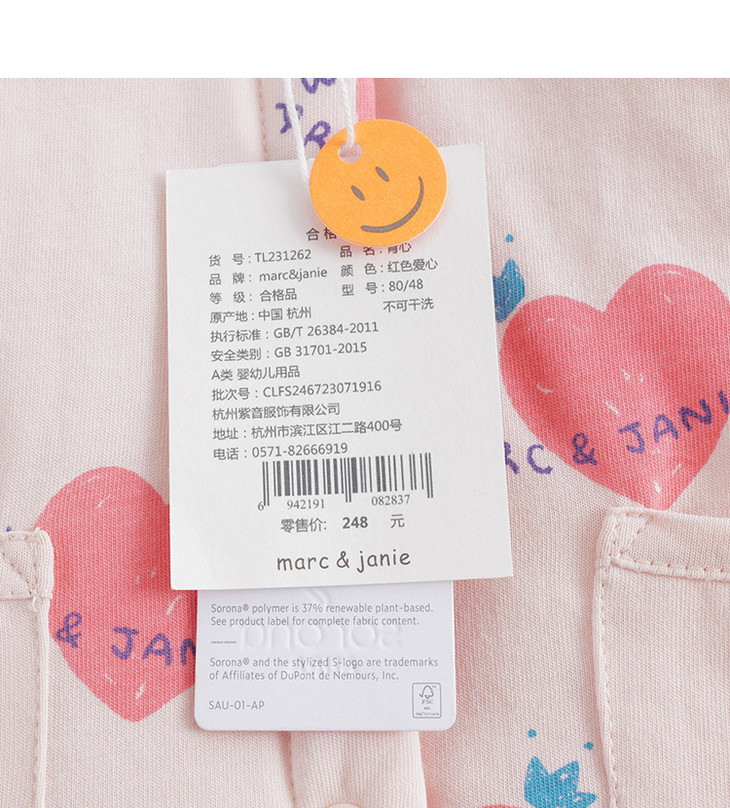 合格
货 号：TL231262 品 名：背心
品 牌：marc&janie 颜 色：红色爱心
等 级：合格品 型 号：80/48
原产地：中国 杭州 不可干洗
执行标准：GB/T 26384-2011
安全类别：GB 31701-2015
A类 婴幼儿用品
批次号：CLFS246723071916
杭州紫音服饰有限公司
地址：杭州市滨江区江二路400号
电话：0571-82666919
6 942191 082837
零售价： 248 元
marc & janie
Sorona® polymer is 37% renewable plant-based.
See product label for complete fabric content.
Sorona® and the stylized S-logo are trademarks
of Affiliates of DuPont de Nemours, Inc.
SAU-01-AP
FSC
RC & JANI
& JAN